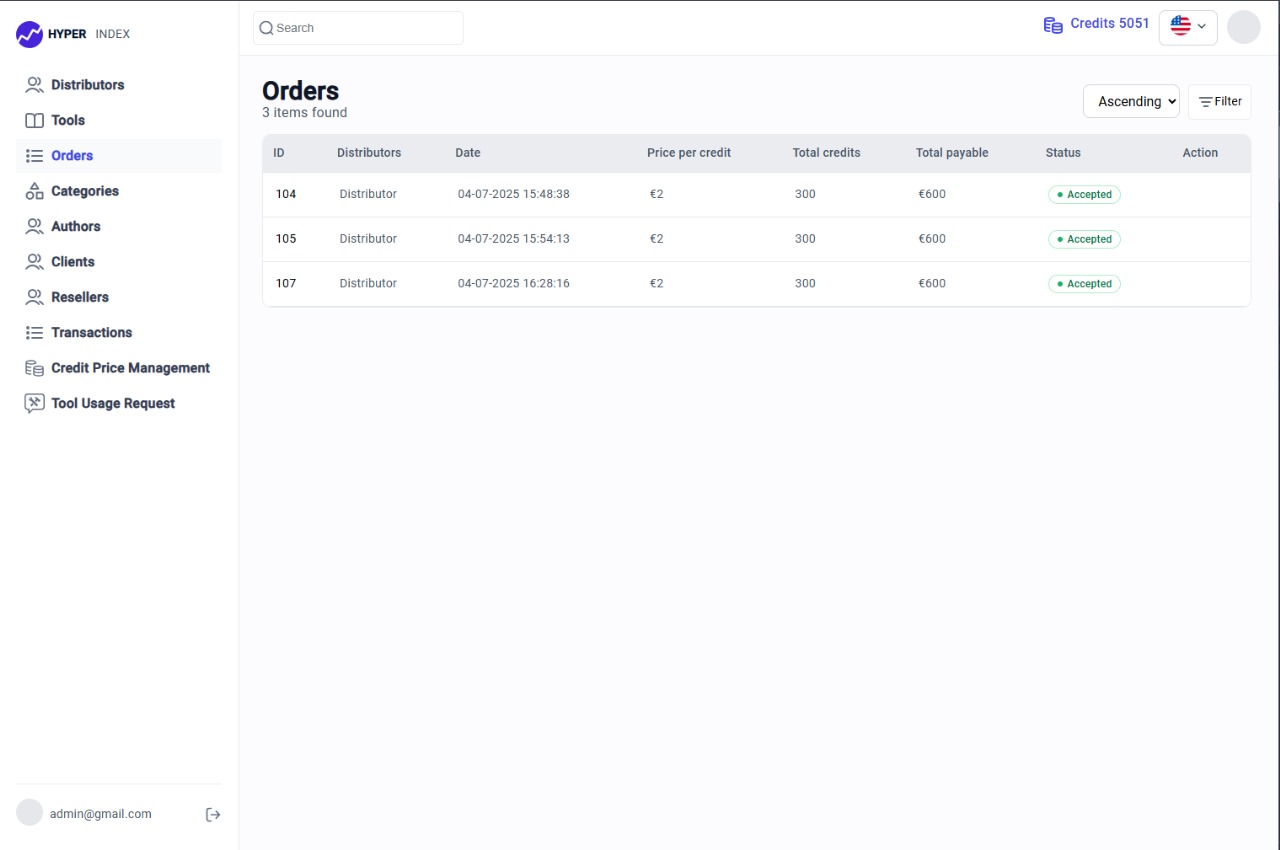 HYPER INDEX
Search
Credits 5051
Distributors
Tools
Orders
Categories
Authors
Clients
Resellers
Transactions
Credit Price Management
Tool Usage Request
admin@gmail.com
Orders
3 items found
Ascending
Filter
ID Distributors Date Price per credit Total credits Total payable Status Action
104 Distributor 04-07-2025 15:48:38 €2 300 €600 Accepted
105 Distributor 04-07-2025 15:54:13 €2 300 €600 Accepted
107 Distributor 04-07-2025 16:28:16 €2 300 €600 Accepted